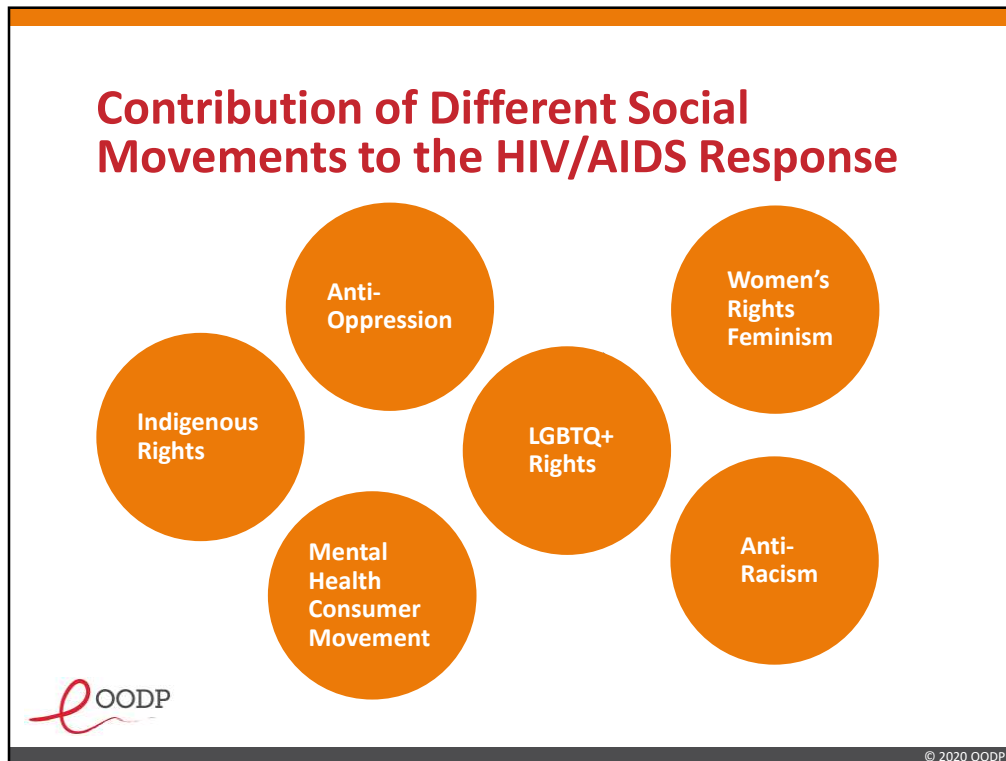 Contribution of Different Social
Movements to the HIV/AIDS Response
Anti-
Oppression
Women’s
Rights
Feminism
Indigenous
Rights
LGBTQ+
Rights
Mental
Health
Consumer
Movement
Anti-
Racism
OODP
© 2020 OODP